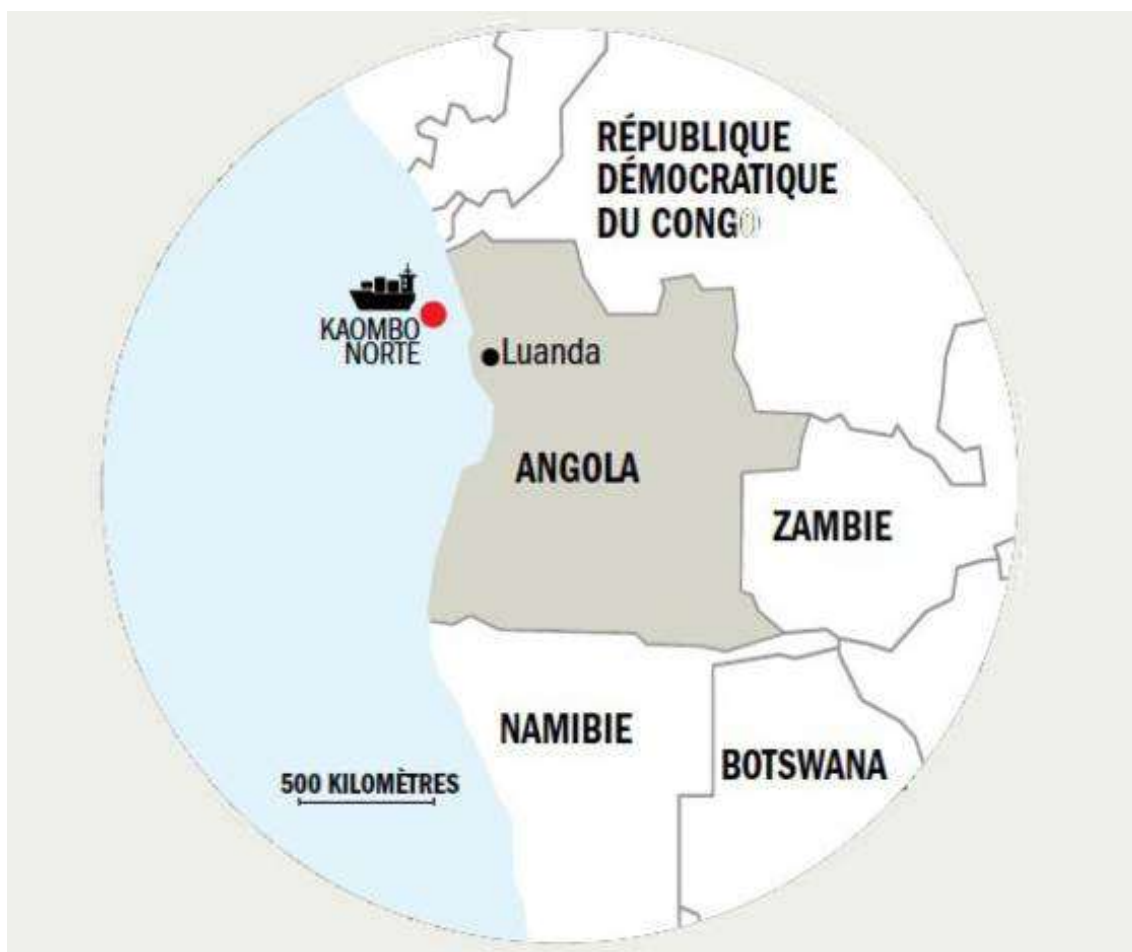 RÉPUBLIQUE
DÉMOCRATIQUE
DU CONGO
KAOMBO
NORTE
Luanda
ANGOLA
ZAMBIE
NAMIBIE
BOTSWANA
500 KILOMÈTRES